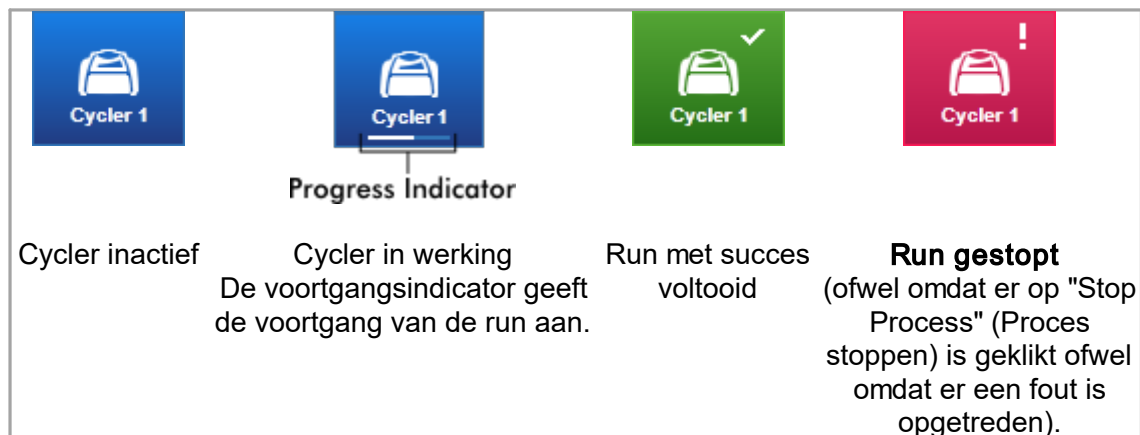 Cycler 1
Cycler 1
Cycler 1
Cycler 1
Progress Indicator
Cycler inactief
Cycler in werking
De voortgangsindicator geeft
de voortgang van de run aan.
Run met succes
voltooid
Run gestopt
(ofwel omdat er op "Stop
Process" (Proces
stoppen) is geklikt ofwel
omdat er een fout is
opgetreden).